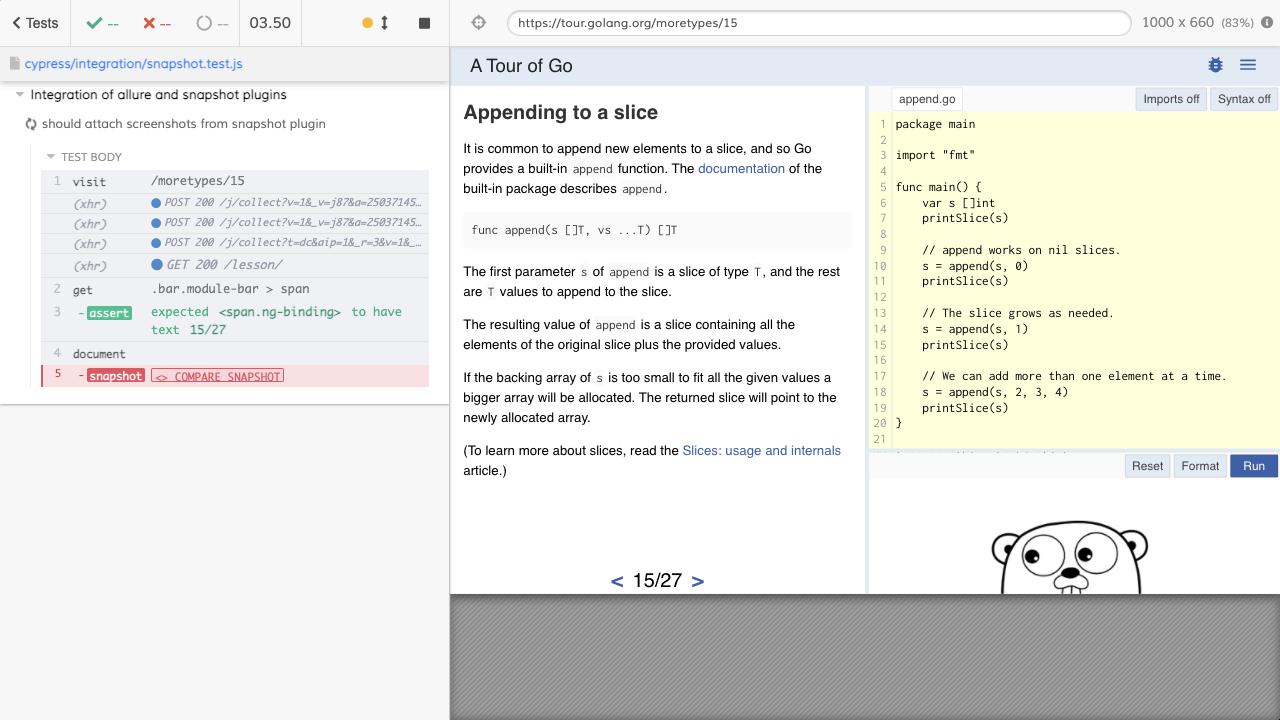 Tests
--
--
--
03.50
https://tour.golang.org/moretypes/15
1000 x 660 (83%)
cypress/integration/snapshot.test.js
Integration of allure and snapshot plugins
should attach screenshots from snapshot plugin
TEST BODY
1 visit /moretypes/15
(xhr) POST 200 /j/collect?v=1&_v=j87&a=25037145…
(xhr) POST 200 /j/collect?v=1&_v=j87&a=25037145…
(xhr) POST 200 /j/collect?t=dc&aip=1&_r=3&v=1&_…
(xhr) GET 200 /lesson/
2 get .bar.module-bar > span
3 -assert expected <span.ng-binding> to have
text 15/27
4 document
5 -snapshot <> COMPARE SNAPSHOT
A Tour of Go
Appending to a slice
It is common to append new elements to a slice, and so Go
provides a built-in append function. The documentation of the
built-in package describes append.
func append(s []T, vs ...T) []T
The first parameter s of append is a slice of type T, and the rest
are T values to append to the slice.
The resulting value of append is a slice containing all the
elements of the original slice plus the provided values.
If the backing array of s is too small to fit all the given values a
bigger array will be allocated. The returned slice will point to the
newly allocated array.
(To learn more about slices, read the Slices: usage and internals
article.)
< 15/27 >
append.go
Imports off
Syntax off
1 package main
2
3 import "fmt"
4
5 func main() {
6 var s []int
7 printSlice(s)
8
9 // append works on nil slices.
10 s = append(s, 0)
11 printSlice(s)
12
13 // The slice grows as needed.
14 s = append(s, 1)
15 printSlice(s)
16
17 // We can add more than one element at a time.
18 s = append(s, 2, 3, 4)
19 printSlice(s)
20 }
21
Reset
Format
Run